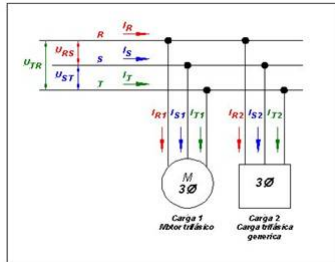 R I_R
U_RS
S I_S
U_TR
U_ST
T I_T
I_R1 I_S1 I_T1 I_R2 I_S2 I_T2
M
3Ø
3Ø
Carga 1
Motor trifásico
Carga 2
Carga trifásica
generica